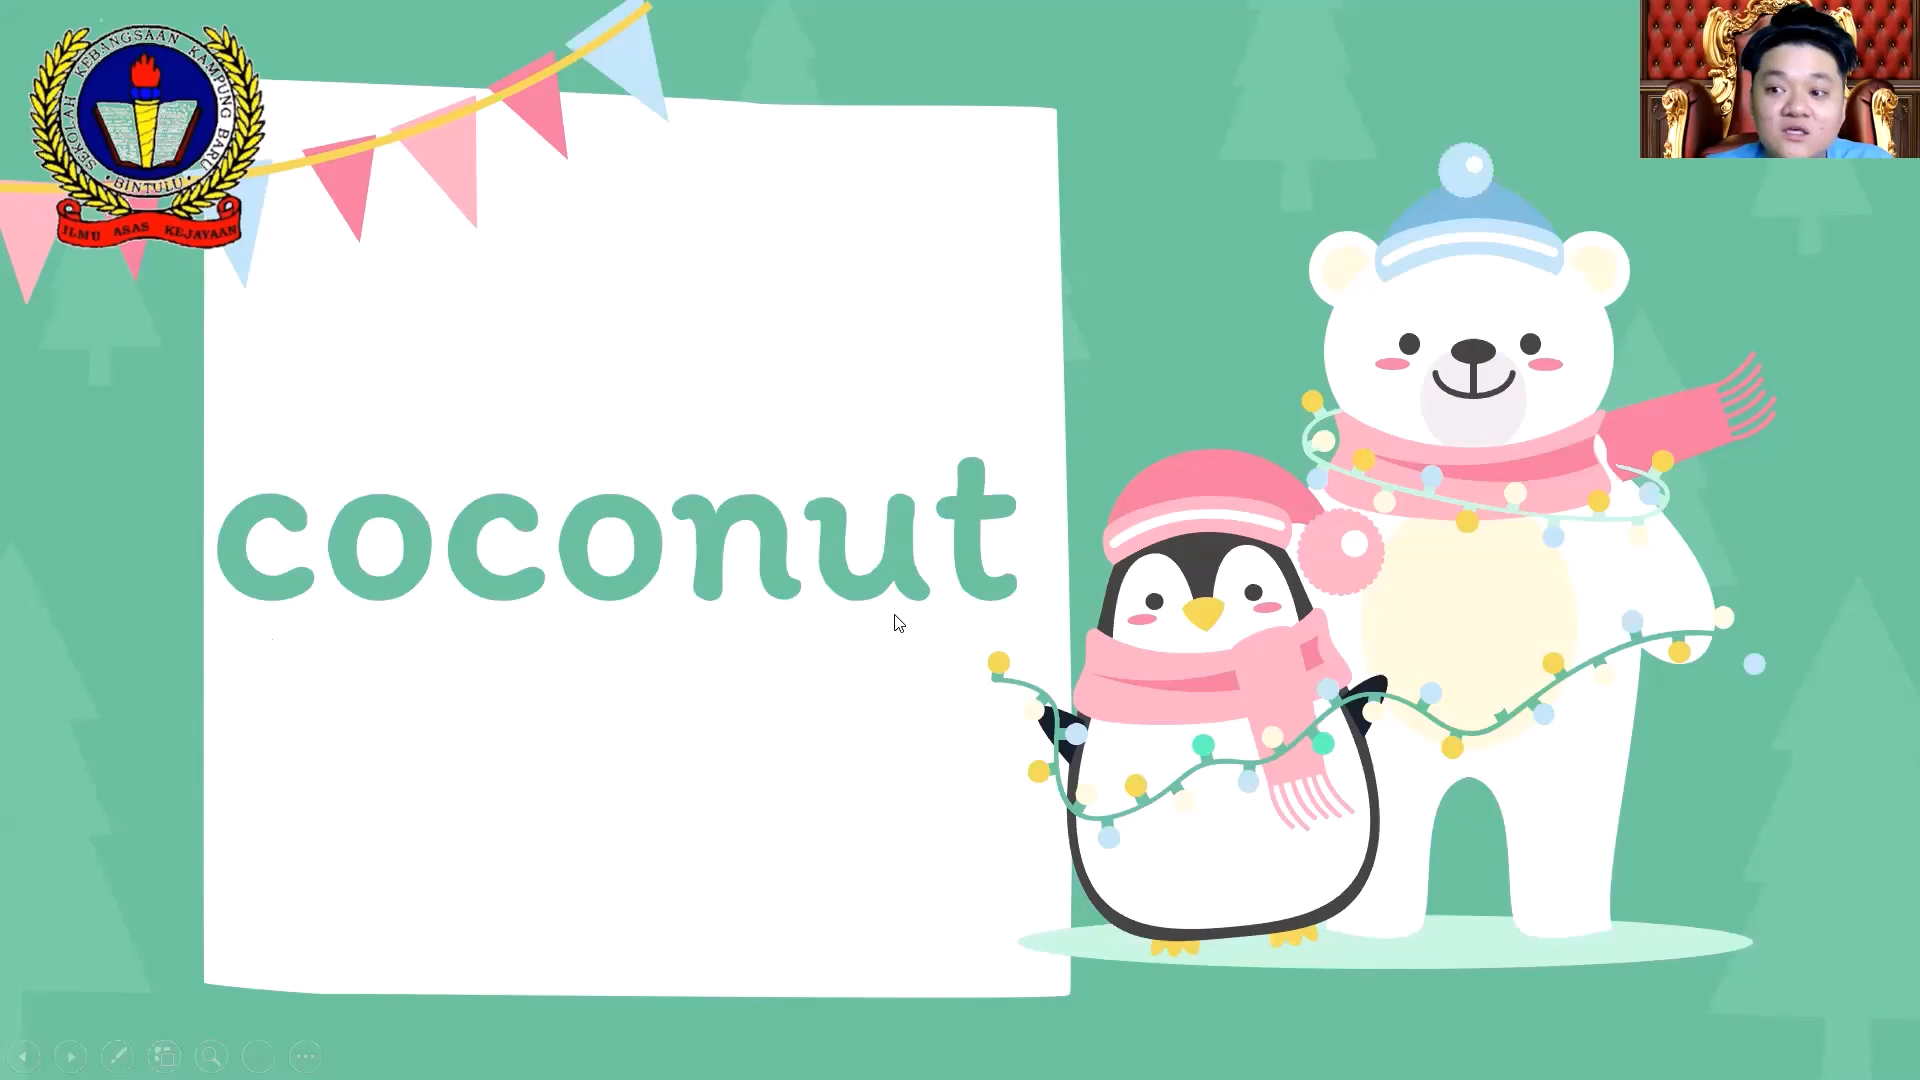 SEKOLAH KEBANGSAAN KAMPUNG BARU
• BINTULU •
ILMU ASAS KEJAYAAN
coconut